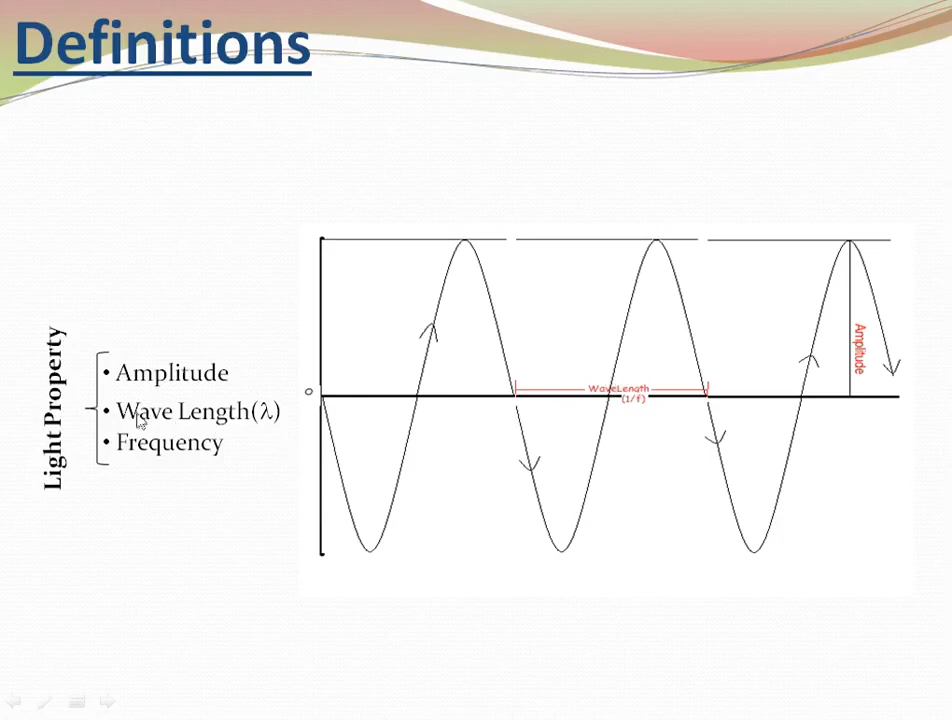 Definitions
Light Property
• Amplitude
• Wave Length(λ)
• Frequency
0
WaveLength
(1/f)
Amplitude